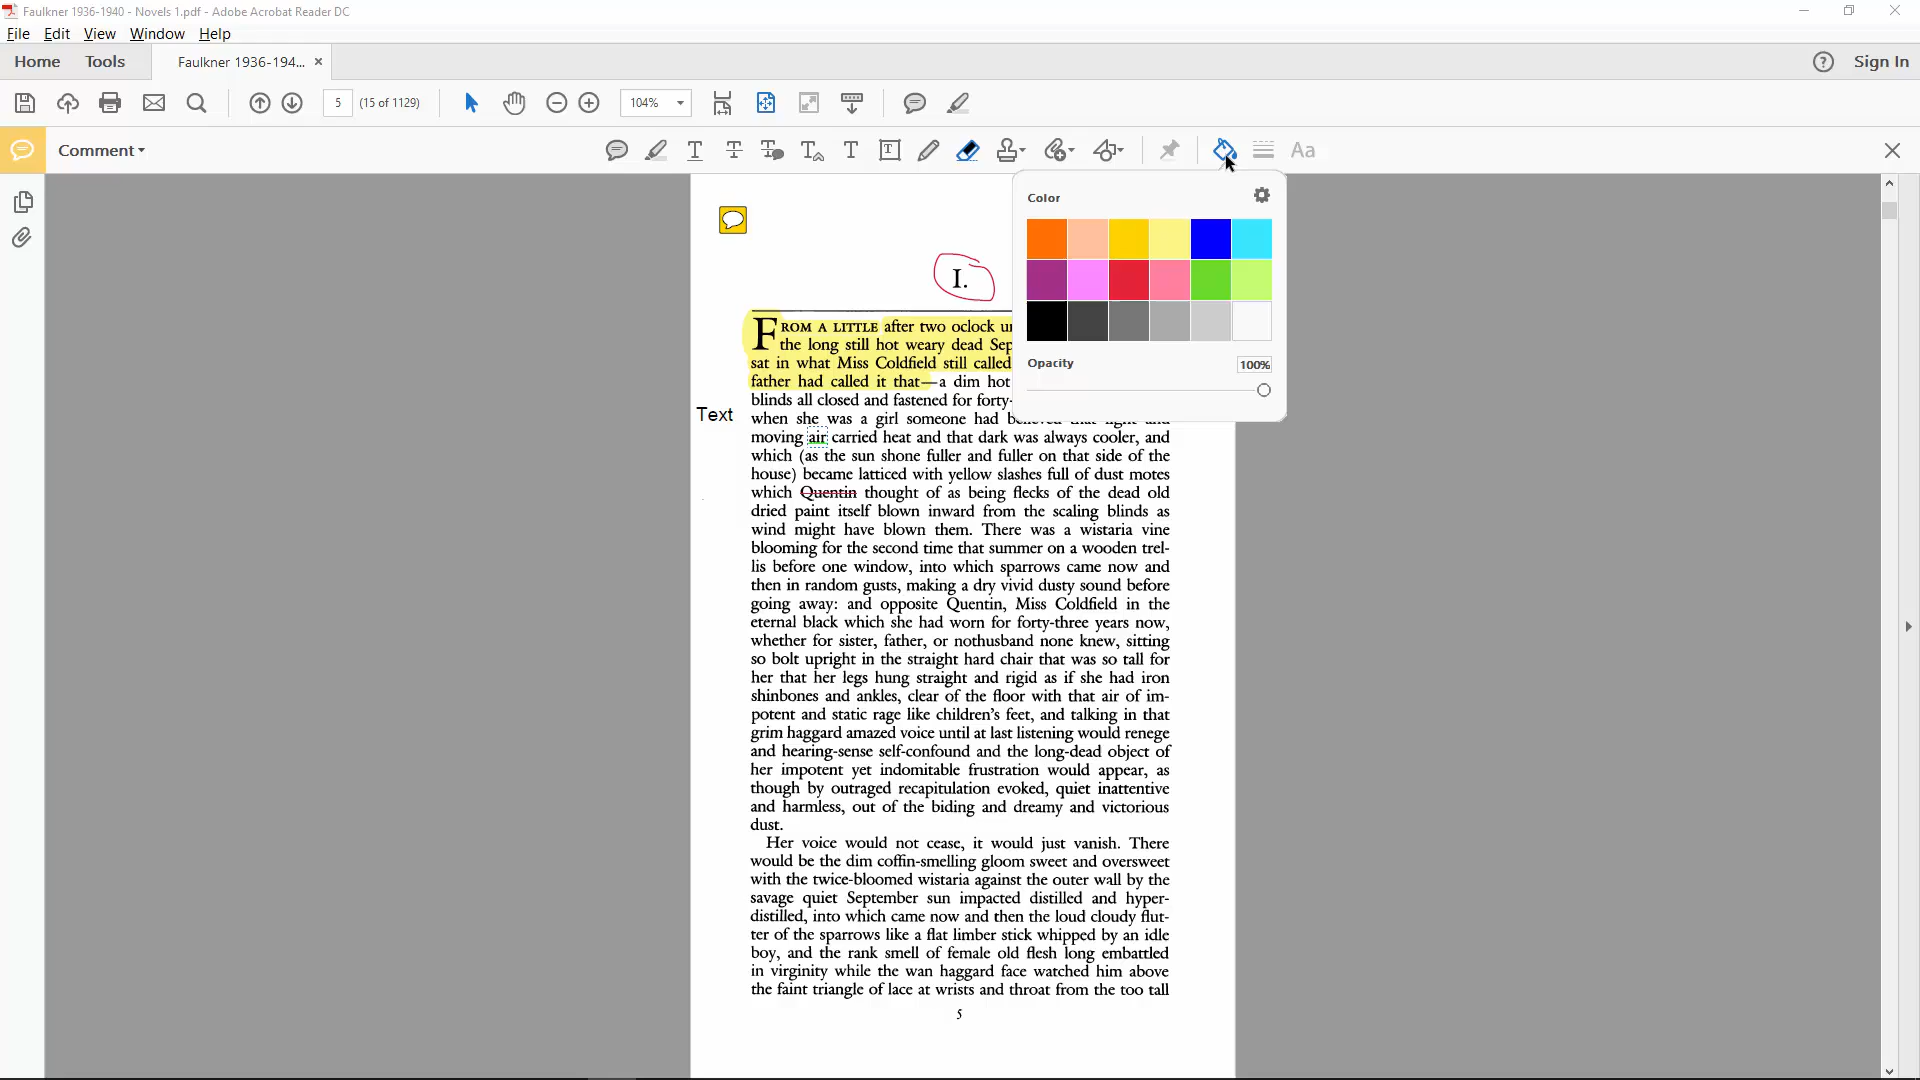 Faulkner 1936-1940 - Novels 1.pdf - Adobe Acrobat Reader DC
File Edit View Window Help
Home Tools Faulkner 1936-194... × Sign In
5 (15 of 1129) 104%
Comment
Aa
Color
Opacity 100%
I.
FROM A LITTLE after two oclock
the long still hot weary dead Sep
sat in what Miss Coldfield still called
father had called it that—a dim hot
blinds all closed and fastened for forty-
Text
when she was a girl someone had believed that light and
moving air carried heat and that dark was always cooler, and
which (as the sun shone fuller and fuller on that side of the
house) became latticed with yellow slashes full of dust motes
which Quentin thought of as being flecks of the dead old
dried paint itself blown inward from the scaling blinds as
wind might have blown them. There was a wistaria vine
blooming for the second time that summer on a wooden trel-
lis before one window, into which sparrows came now and
then in random gusts, making a dry vivid dusty sound before
going away: and opposite Quentin, Miss Coldfield in the
eternal black which she had worn for forty-three years now,
whether for sister, father, or nothusband none knew, sitting
so bolt upright in the straight hard chair that was so tall for
her that her legs hung straight and rigid as if she had iron
shinbones and ankles, clear of the floor with that air of im-
potent and static rage like children's feet, and talking in that
grim haggard amazed voice until at last listening would renege
and hearing-sense self-confound and the long-dead object of
her impotent yet indomitable frustration would appear, as
though by outraged recapitulation evoked, quiet inattentive
and harmless, out of the biding and dreamy and victorious
dust.
Her voice would not cease, it would just vanish. There
would be the dim coffin-smelling gloom sweet and oversweet
with the twice-bloomed wistaria against the outer wall by the
savage quiet September sun impacted distilled and hyper-
distilled, into which came now and then the loud cloudy flut-
ter of the sparrows like a flat limber stick whipped by an idle
boy, and the rank smell of female old flesh long embattled
in virginity while the wan haggard face watched him above
the faint triangle of lace at wrists and throat from the too tall
5